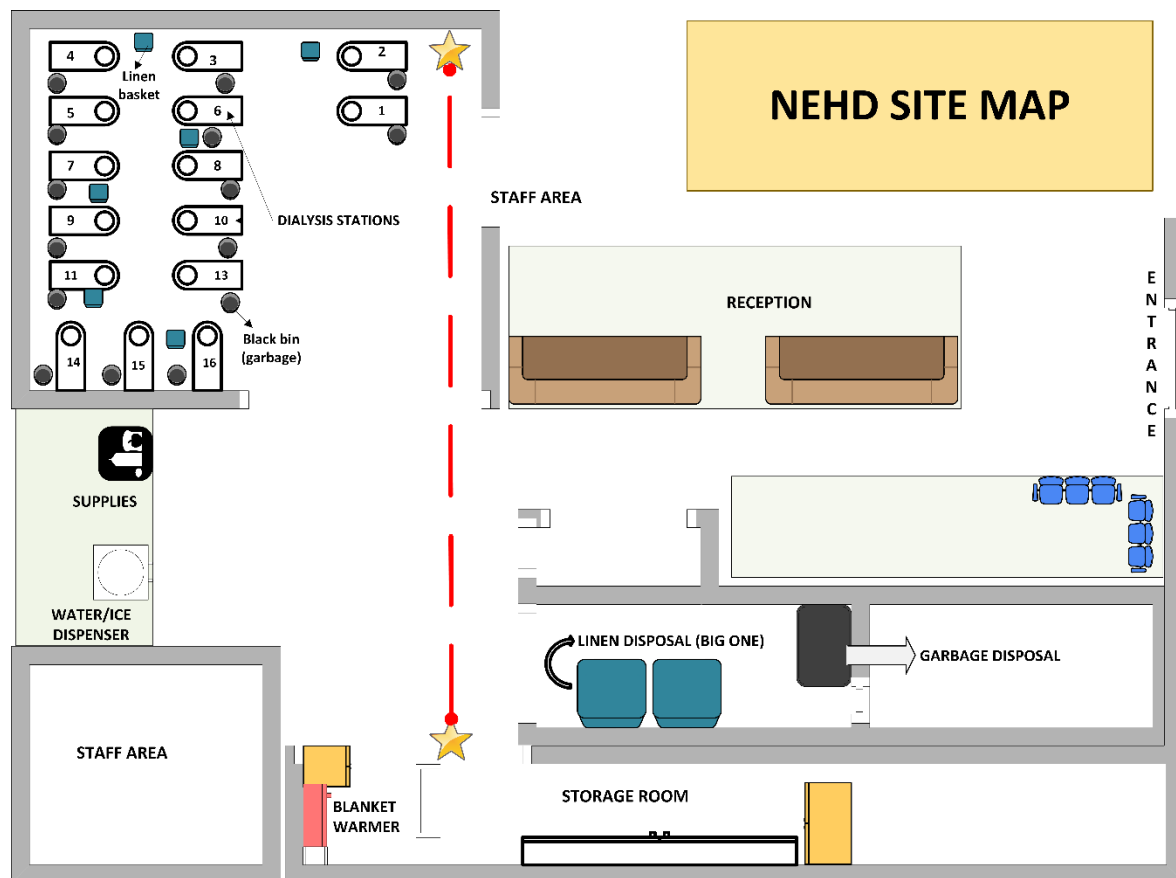 NEHD SITE MAP
4
3
2
Linen
basket
5
6
1
7
8
STAFF AREA
9
10
DIALYSIS STATIONS
11
13
Black bin
(garbage)
14
15
16
RECEPTION
ENTRANCE
SUPPLIES
WATER/ICE
DISPENSER
LINEN DISPOSAL (BIG ONE)
GARBAGE DISPOSAL
STAFF AREA
BLANKET
WARMER
STORAGE ROOM